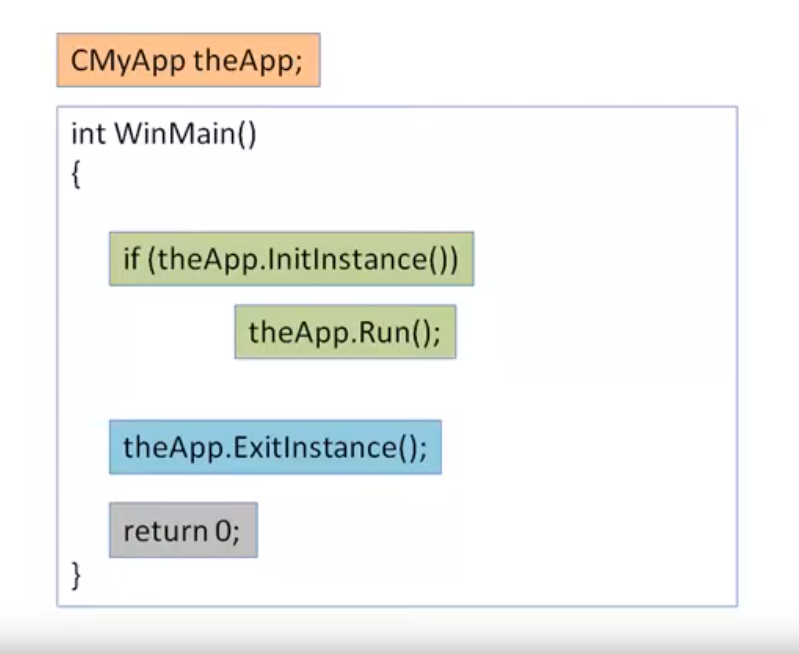 CMyApp theApp;
int WinMain()
{
if (theApp.InitInstance())
theApp.Run();
theApp.ExitInstance();
return 0;
}